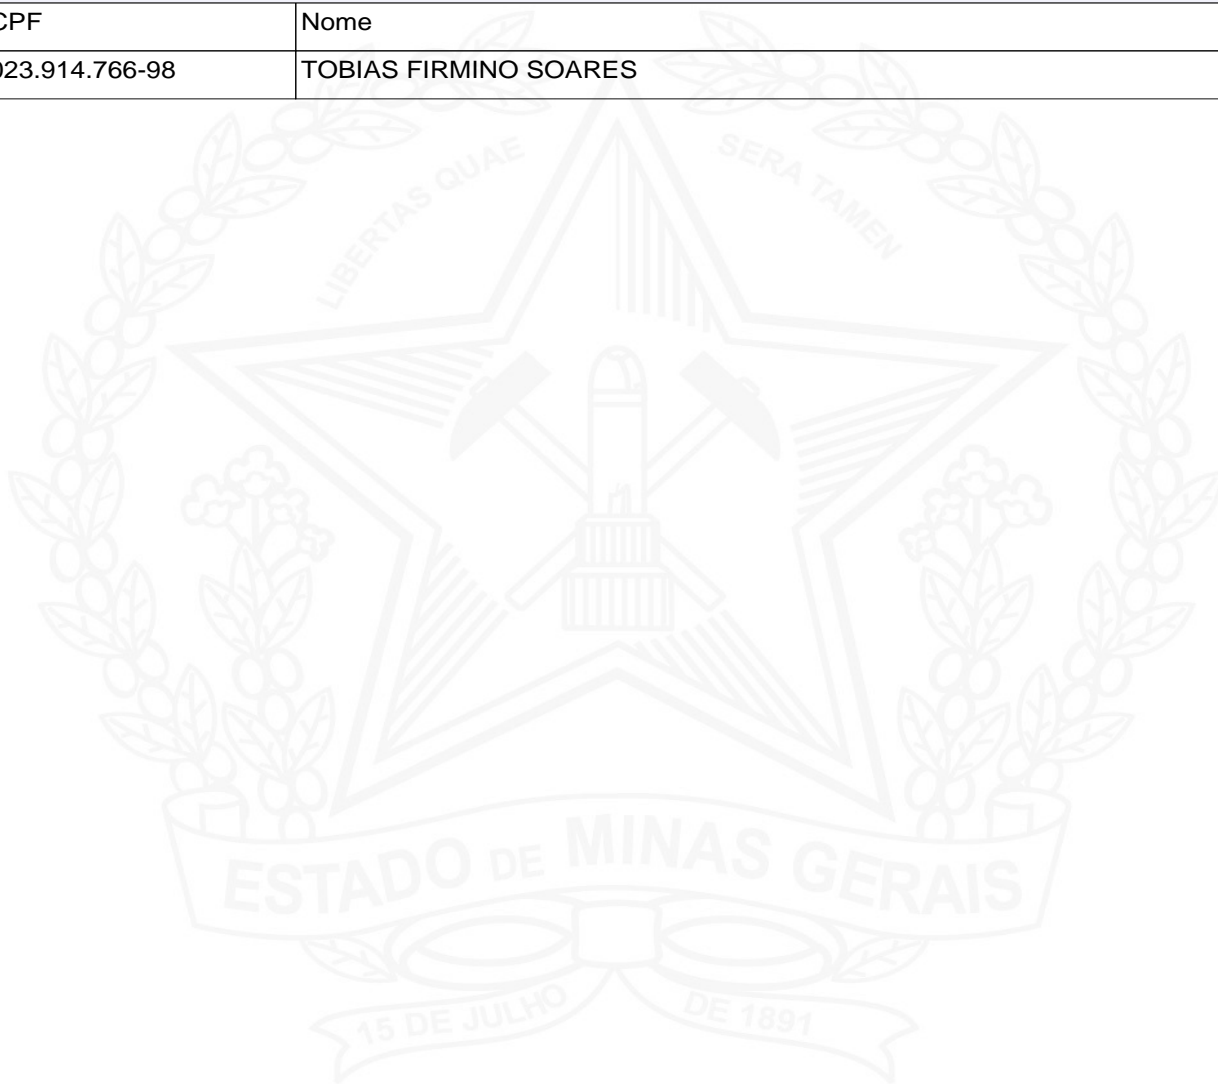 CPF Nome
023.914.766-98 TOBIAS FIRMINO SOARES
LIBERTAS QUAE SERA TAMEN
ESTADO DE MINAS GERAIS
15 DE JULHO DE 1891